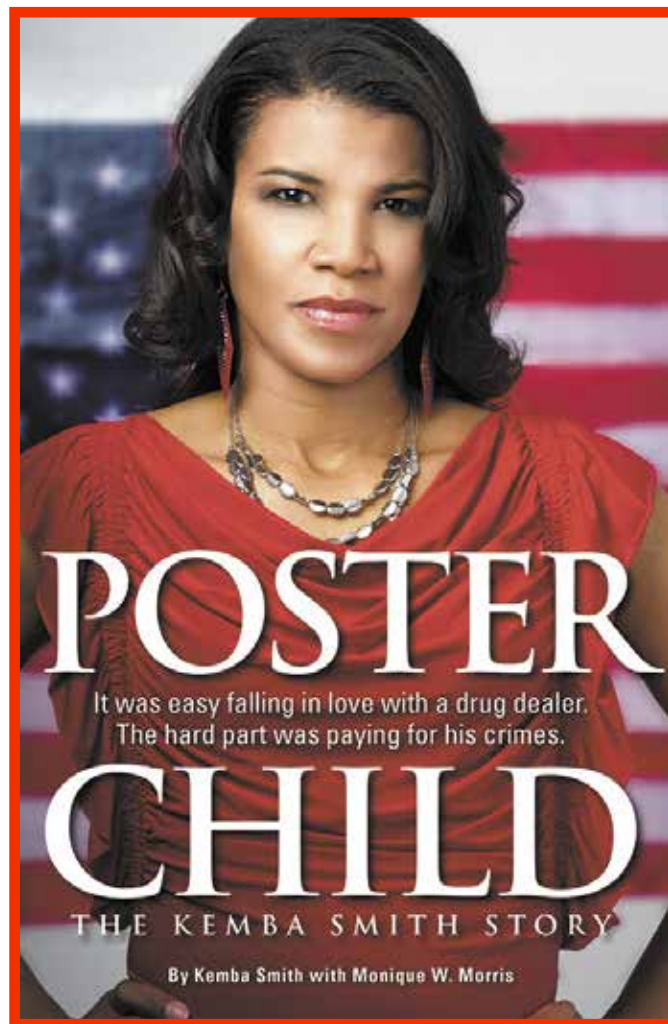 POSTER
It was easy falling in love with a drug dealer.
The hard part was paying for his crimes.
CHILD
THE KEMBA SMITH STORY
By Kemba Smith with Monique W. Morris